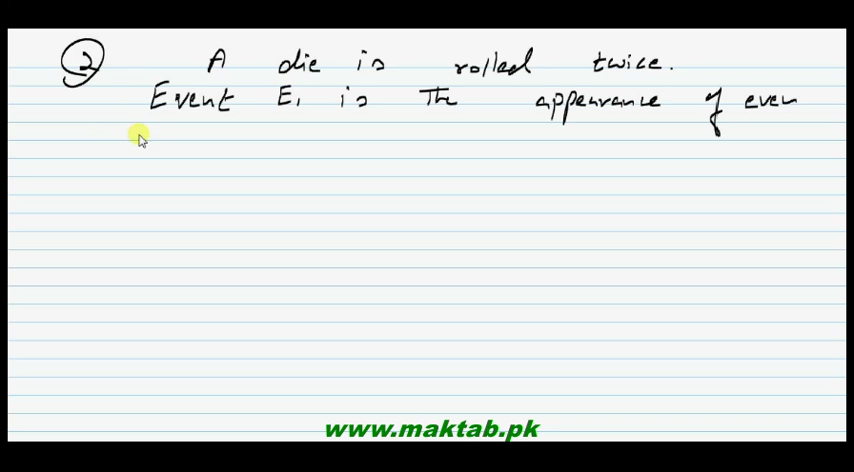 2 A die is rolled twice.
Event E₁ is The appearance of even
www.maktab.pk